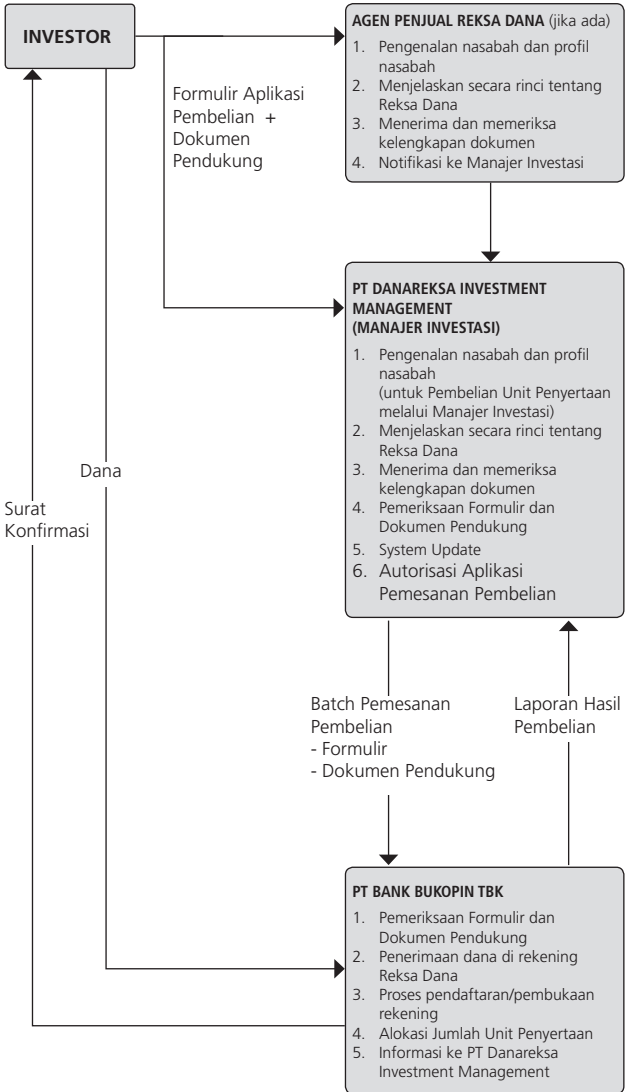 INVESTOR
AGEN PENJUAL REKSA DANA (jika ada)
1. Pengenalan nasabah dan profil
nasabah
2. Menjelaskan secara rinci tentang
Reksa Dana
3. Menerima dan memeriksa
kelengkapan dokumen
4. Notifikasi ke Manajer Investasi
Formulir Aplikasi
Pembelian +
Dokumen
Pendukung
PT DANAREKSA INVESTMENT
MANAGEMENT
(MANAJER INVESTASI)
1. Pengenalan nasabah dan profil
nasabah
(untuk Pembelian Unit Penyertaan
melalui Manajer Investasi)
2. Menjelaskan secara rinci tentang
Reksa Dana
3. Menerima dan memeriksa
kelengkapan dokumen
4. Pemeriksaan Formulir dan
Dokumen Pendukung
5. System Update
6. Autorisasi Aplikasi
Pemesanan Pembelian
Dana
Surat
Konfirmasi
Batch Pemesanan
Pembelian
- Formulir
- Dokumen Pendukung
Laporan Hasil
Pembelian
PT BANK BUKOPIN TBK
1. Pemeriksaan Formulir dan
Dokumen Pendukung
2. Penerimaan dana di rekening
Reksa Dana
3. Proses pendaftaran/pembukaan
rekening
4. Alokasi Jumlah Unit Penyertaan
5. Informasi ke PT Danareksa
Investment Management